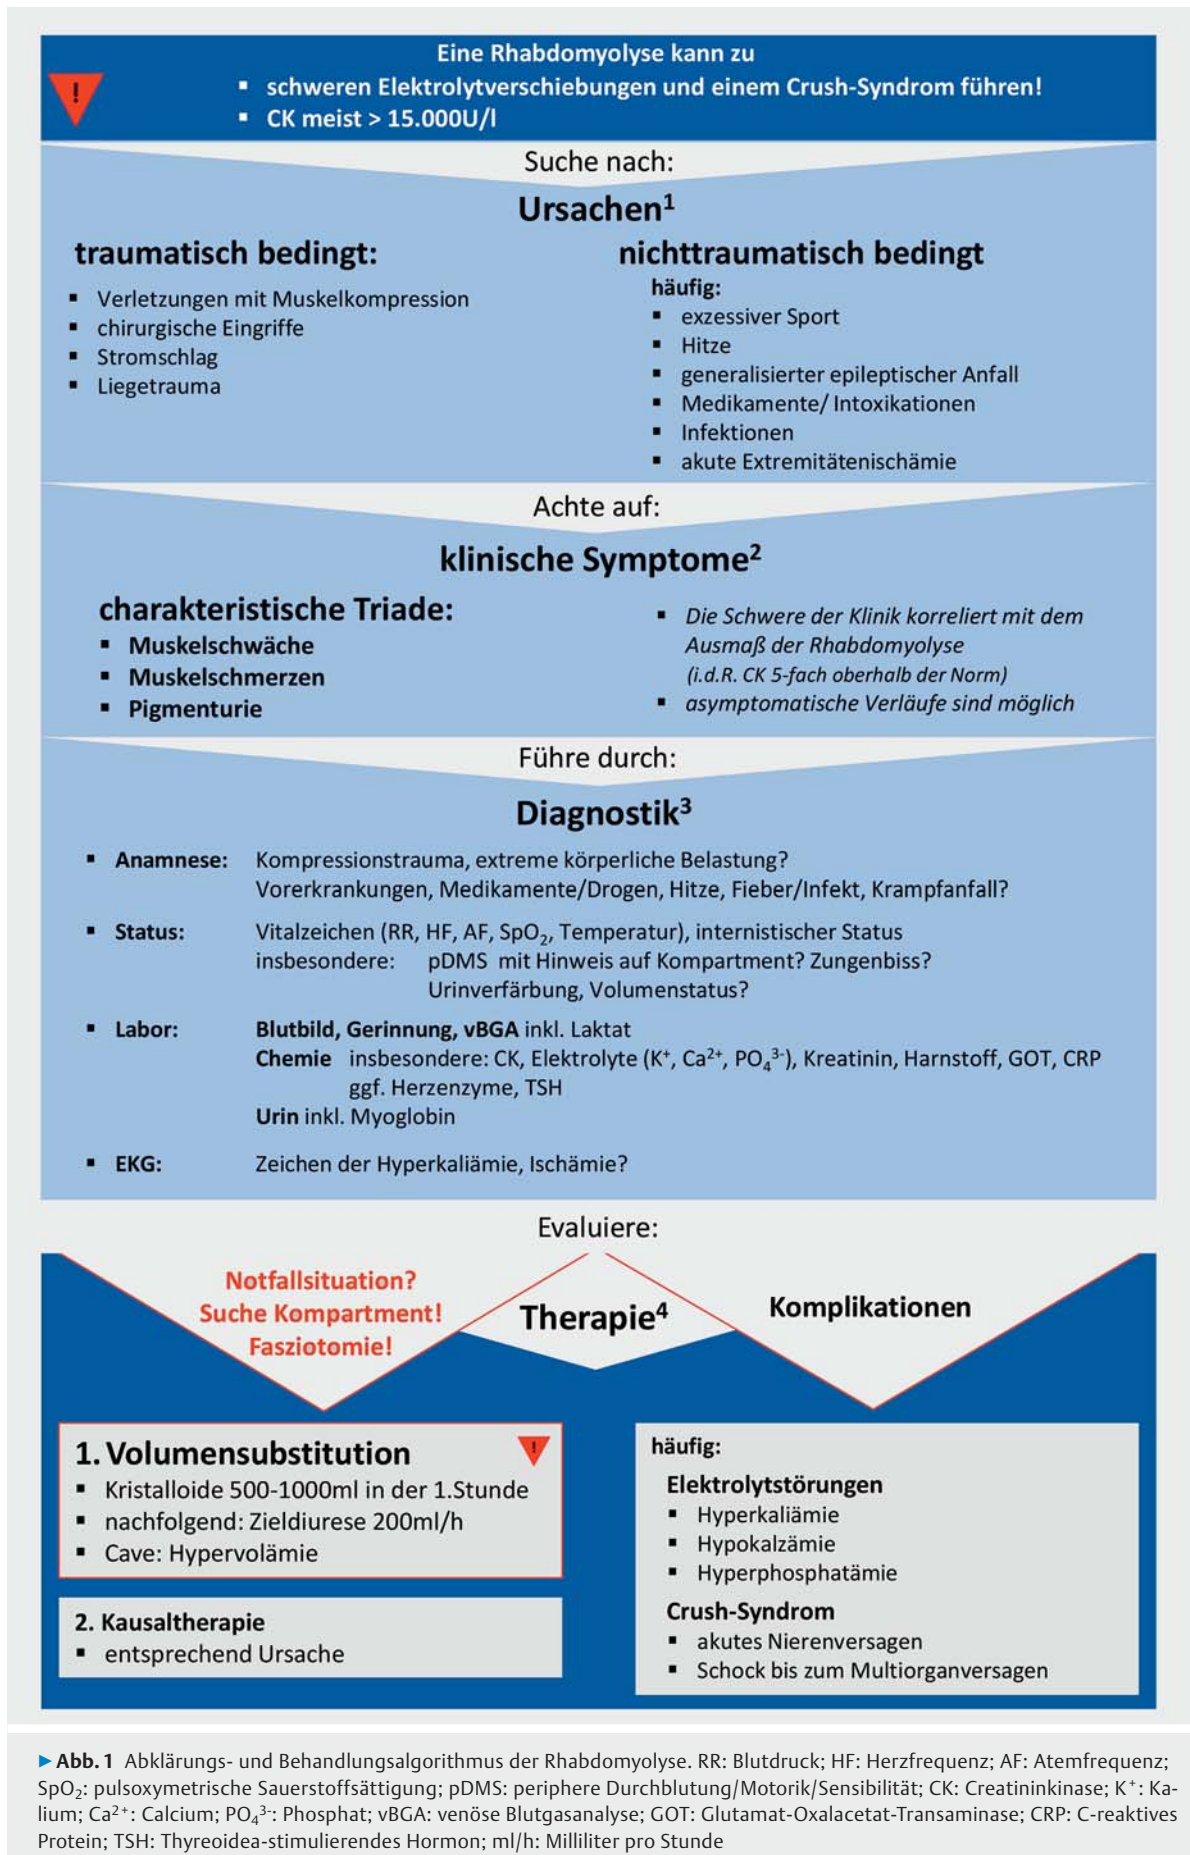 Eine Rhabdomyolyse kann zu
!
▪ schweren Elektrolytverschiebungen und einem Crush-Syndrom führen!
▪ CK meist > 15.000U/l
Suche nach:
Ursachen¹
traumatisch bedingt:
▪ Verletzungen mit Muskelkompression
▪ chirurgische Eingriffe
▪ Stromschlag
▪ Liegetrauma
nichttraumatisch bedingt
häufig:
▪ exzessiver Sport
▪ Hitze
▪ generalisierter epileptischer Anfall
▪ Medikamente/ Intoxikationen
▪ Infektionen
▪ akute Extremitätenischämie
Achte auf:
klinische Symptome²
charakteristische Triade:
▪ Muskelschwäche
▪ Muskelschmerzen
▪ Pigmenturie
▪ Die Schwere der Klinik korreliert mit dem
Ausmaß der Rhabdomyolyse
(i.d.R. CK 5-fach oberhalb der Norm)
▪ asymptomatische Verläufe sind möglich
Führe durch:
Diagnostik³
▪ Anamnese: Kompressionstrauma, extreme körperliche Belastung?
Vorerkrankungen, Medikamente/Drogen, Hitze, Fieber/Infekt, Krampfanfall?
▪ Status: Vitalzeichen (RR, HF, AF, SpO₂, Temperatur), internistischer Status
insbesondere: pDMS mit Hinweis auf Kompartment? Zungenbiss?
Urinverfärbung, Volumenstatus?
▪ Labor: Blutbild, Gerinnung, vBGA inkl. Laktat
Chemie insbesondere: CK, Elektrolyte (K⁺, Ca²⁺, PO₄³⁻), Kreatinin, Harnstoff, GOT, CRP
ggf. Herzenzyme, TSH
Urin inkl. Myoglobin
▪ EKG: Zeichen der Hyperkaliämie, Ischämie?
Evaluiere:
Notfallsituation?
Suche Kompartment!
Fasziotomie!
Therapie⁴
Komplikationen
1. Volumensubstitution !
▪ Kristalloide 500-1000ml in der 1.Stunde
▪ nachfolgend: Zieldiurese 200ml/h
▪ Cave: Hypervolämie
2. Kausaltherapie
▪ entsprechend Ursache
häufig:
Elektrolytstörungen
▪ Hyperkaliämie
▪ Hypokalzämie
▪ Hyperphosphatämie
Crush-Syndrom
▪ akutes Nierenversagen
▪ Schock bis zum Multiorganversagen
▶ Abb. 1 Abklärungs- und Behandlungsalgorithmus der Rhabdomyolyse. RR: Blutdruck; HF: Herzfrequenz; AF: Atemfrequenz;
SpO₂: pulsoxymetrische Sauerstoffsättigung; pDMS: periphere Durchblutung/Motorik/Sensibilität; CK: Creatininkinase; K⁺: Ka-
lium; Ca²⁺: Calcium; PO₄³⁻: Phosphat; vBGA: venöse Blutgasanalyse; GOT: Glutamat-Oxalacetat-Transaminase; CRP: C-reaktives
Protein; TSH: Thyreoidea-stimulierendes Hormon; ml/h: Milliliter pro Stunde